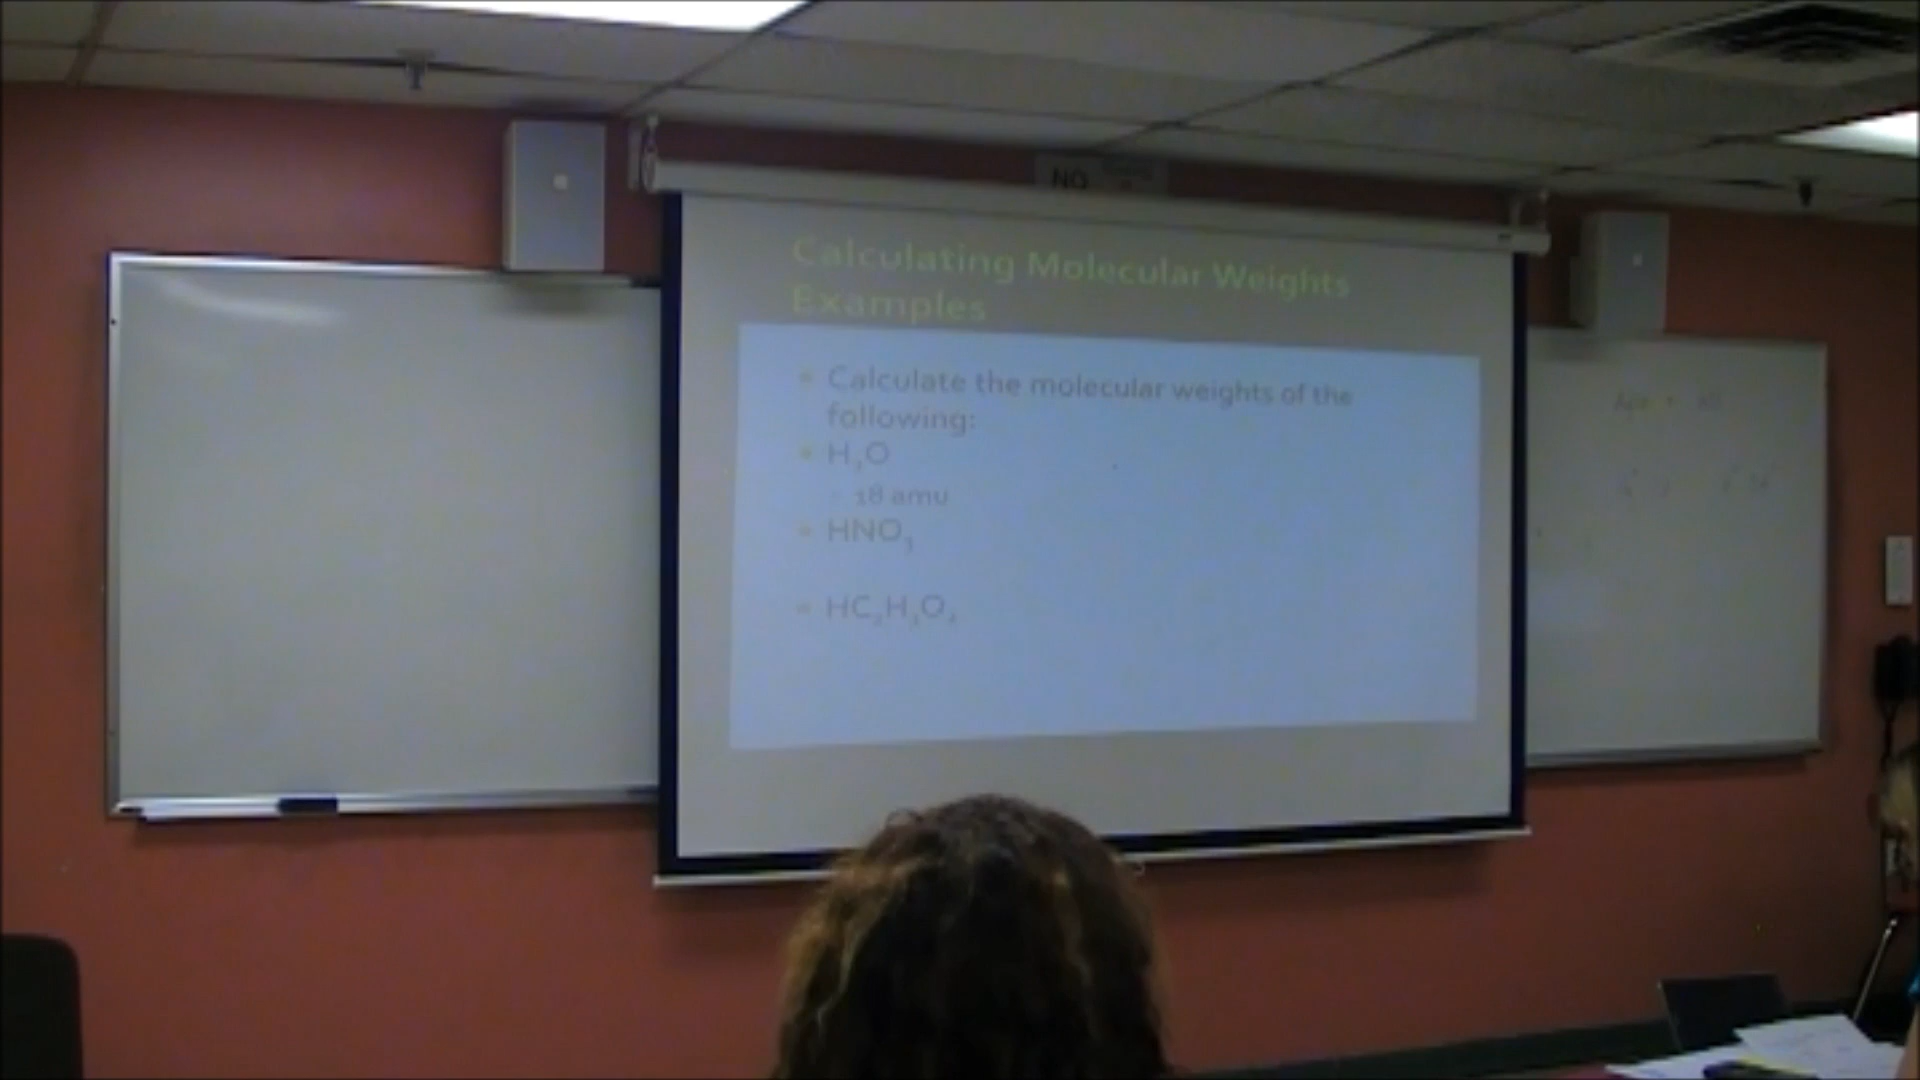 NO
Calculating Molecular Weights
Examples
Calculate the molecular weights of the
following:
H₂O
18 amu
HNO₃
HC₂H₃O₂